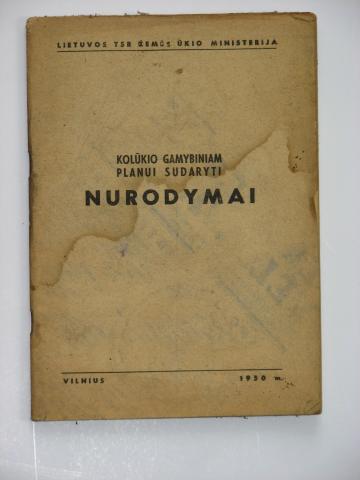 LIETUVOS TSR ŽEMĖS ŪKIO MINISTERIJA
KOLŪKIO GAMYBINIAM
PLANUI SUDARYTI
NURODYMAI
VILNIUS 1950 m.